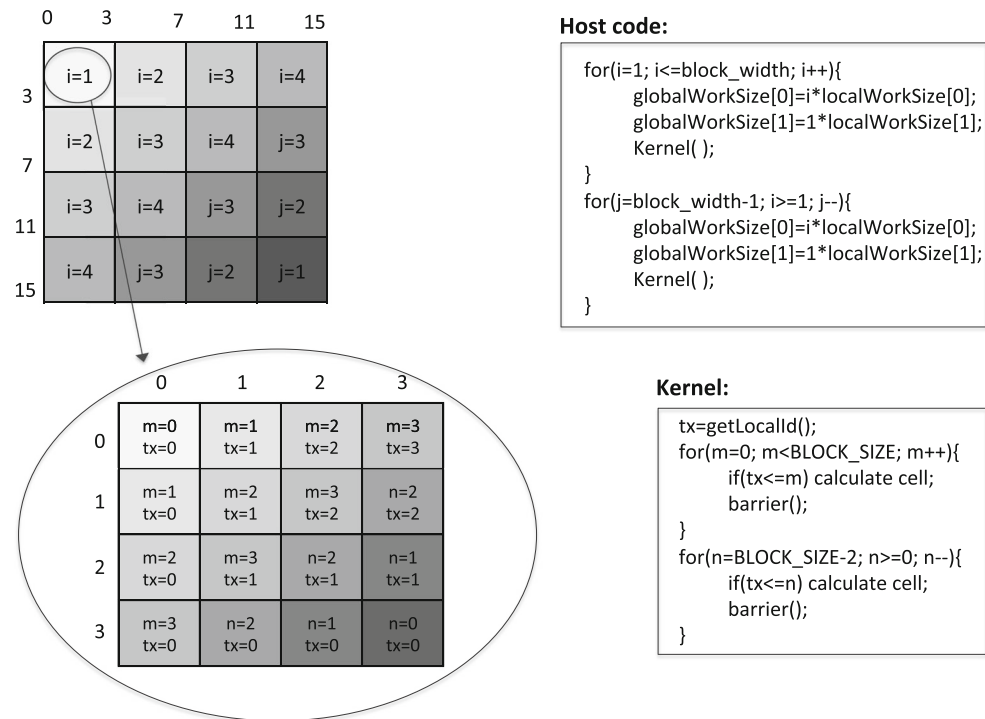 0 3 7 11 15
i=1 i=2 i=3 i=4
3
i=2 i=3 i=4 j=3
7
i=3 i=4 j=3 j=2
11
i=4 j=3 j=2 j=1
15
Host code:
for(i=1; i<=block_width; i++){
globalWorkSize[0]=i*localWorkSize[0];
globalWorkSize[1]=1*localWorkSize[1];
Kernel( );
}
for(j=block_width-1; i>=1; j--){
globalWorkSize[0]=i*localWorkSize[0];
globalWorkSize[1]=1*localWorkSize[1];
Kernel( );
}
0 1 2 3
m=0 m=1 m=2 m=3
0
tx=0 tx=1 tx=2 tx=3
m=1 m=2 m=3 n=2
1
tx=0 tx=1 tx=2 tx=2
m=2 m=3 n=2 n=1
2
tx=0 tx=1 tx=1 tx=1
m=3 n=2 n=1 n=0
3
tx=0 tx=0 tx=0 tx=0
Kernel:
tx=getLocalId();
for(m=0; m<BLOCK_SIZE; m++){
if(tx<=m) calculate cell;
barrier();
}
for(n=BLOCK_SIZE-2; n>=0; n--){
if(tx<=n) calculate cell;
barrier();
}